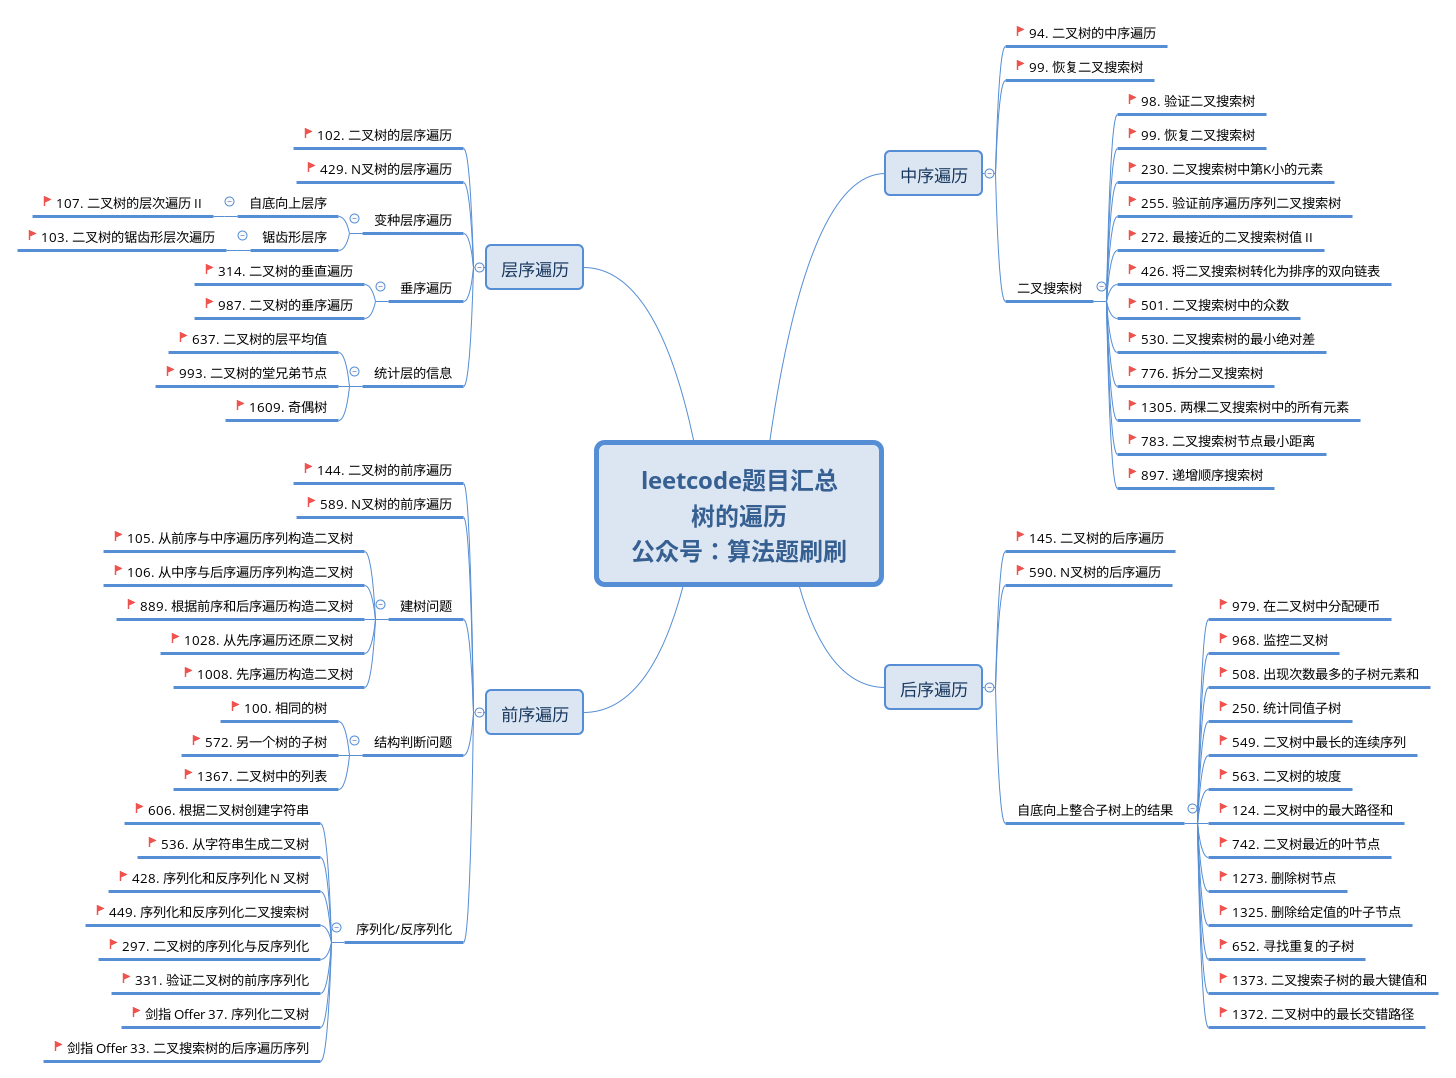 leetcode题目汇总
树的遍历
公众号：算法题刷刷
层序遍历
102. 二叉树的层序遍历
429. N叉树的层序遍历
变种层序遍历
自底向上层序
107. 二叉树的层次遍历 II
锯齿形层序
103. 二叉树的锯齿形层次遍历
垂序遍历
314. 二叉树的垂直遍历
987. 二叉树的垂序遍历
统计层的信息
637. 二叉树的层平均值
993. 二叉树的堂兄弟节点
1609. 奇偶树
前序遍历
144. 二叉树的前序遍历
589. N叉树的前序遍历
建树问题
105. 从前序与中序遍历序列构造二叉树
106. 从中序与后序遍历序列构造二叉树
889. 根据前序和后序遍历构造二叉树
1028. 从先序遍历还原二叉树
1008. 先序遍历构造二叉树
结构判断问题
100. 相同的树
572. 另一个树的子树
1367. 二叉树中的列表
序列化/反序列化
606. 根据二叉树创建字符串
536. 从字符串生成二叉树
428. 序列化和反序列化 N 叉树
449. 序列化和反序列化二叉搜索树
297. 二叉树的序列化与反序列化
331. 验证二叉树的前序序列化
剑指 Offer 37. 序列化二叉树
剑指 Offer 33. 二叉搜索树的后序遍历序列
中序遍历
94. 二叉树的中序遍历
99. 恢复二叉搜索树
二叉搜索树
98. 验证二叉搜索树
99. 恢复二叉搜索树
230. 二叉搜索树中第K小的元素
255. 验证前序遍历序列二叉搜索树
272. 最接近的二叉搜索树值 II
426. 将二叉搜索树转化为排序的双向链表
501. 二叉搜索树中的众数
530. 二叉搜索树的最小绝对差
776. 拆分二叉搜索树
1305. 两棵二叉搜索树中的所有元素
783. 二叉搜索树节点最小距离
897. 递增顺序搜索树
后序遍历
145. 二叉树的后序遍历
590. N叉树的后序遍历
自底向上整合子树上的结果
979. 在二叉树中分配硬币
968. 监控二叉树
508. 出现次数最多的子树元素和
250. 统计同值子树
549. 二叉树中最长的连续序列
563. 二叉树的坡度
124. 二叉树中的最大路径和
742. 二叉树最近的叶节点
1273. 删除树节点
1325. 删除给定值的叶子节点
652. 寻找重复的子树
1373. 二叉搜索子树的最大键值和
1372. 二叉树中的最长交错路径